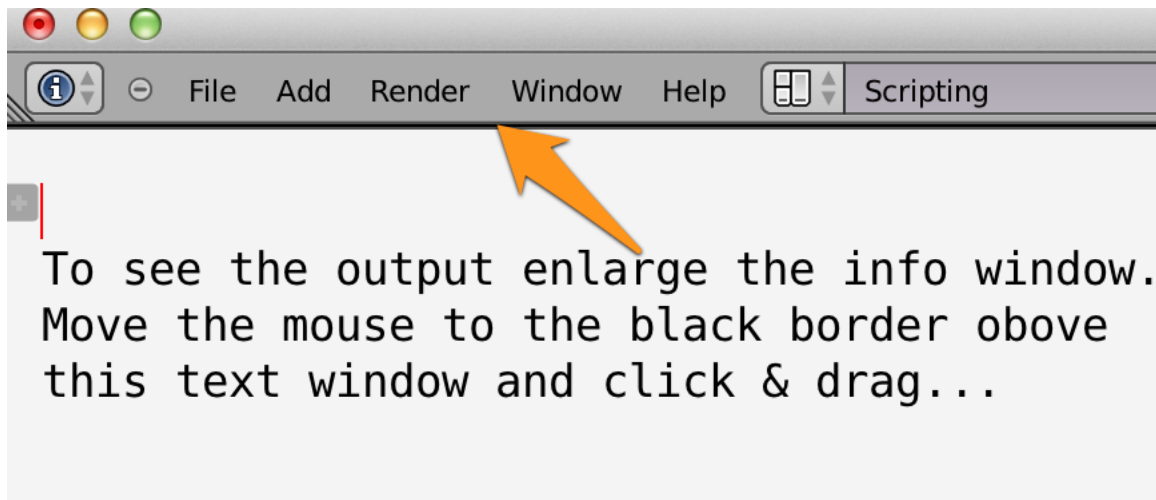 File Add Render Window Help Scripting
To see the output enlarge the info window.
Move the mouse to the black border obove
this text window and click & drag...